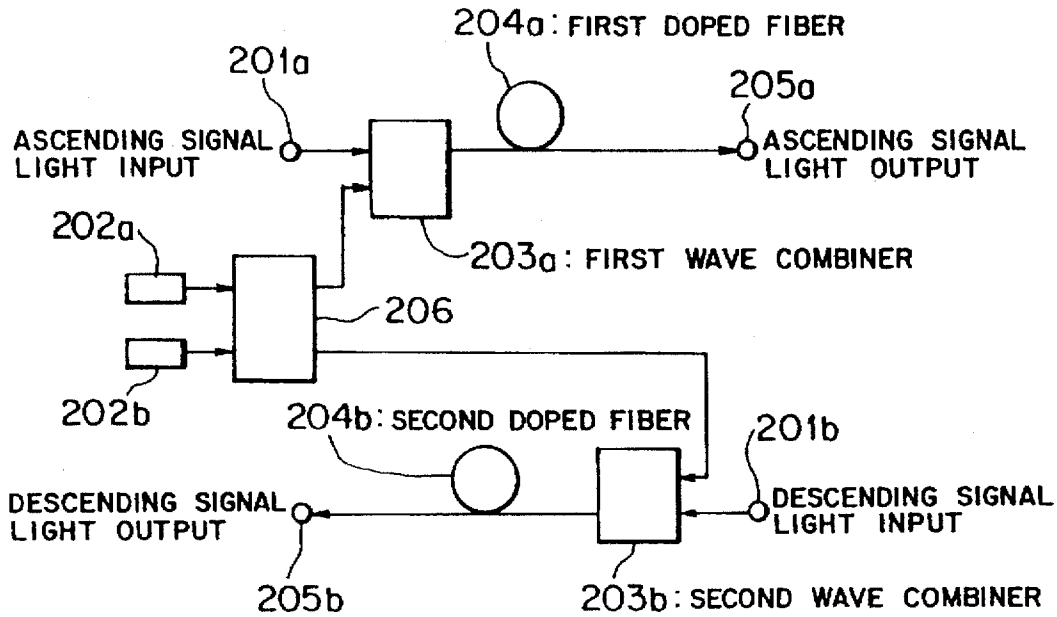 204a: FIRST DOPED FIBER
201a
205a
ASCENDING SIGNAL
LIGHT INPUT
ASCENDING SIGNAL
LIGHT OUTPUT
202a
203a: FIRST WAVE COMBINER
206
202b
204b: SECOND DOPED FIBER
201b
DESCENDING SIGNAL
LIGHT OUTPUT
DESCENDING SIGNAL
LIGHT INPUT
205b
203b: SECOND WAVE COMBINER